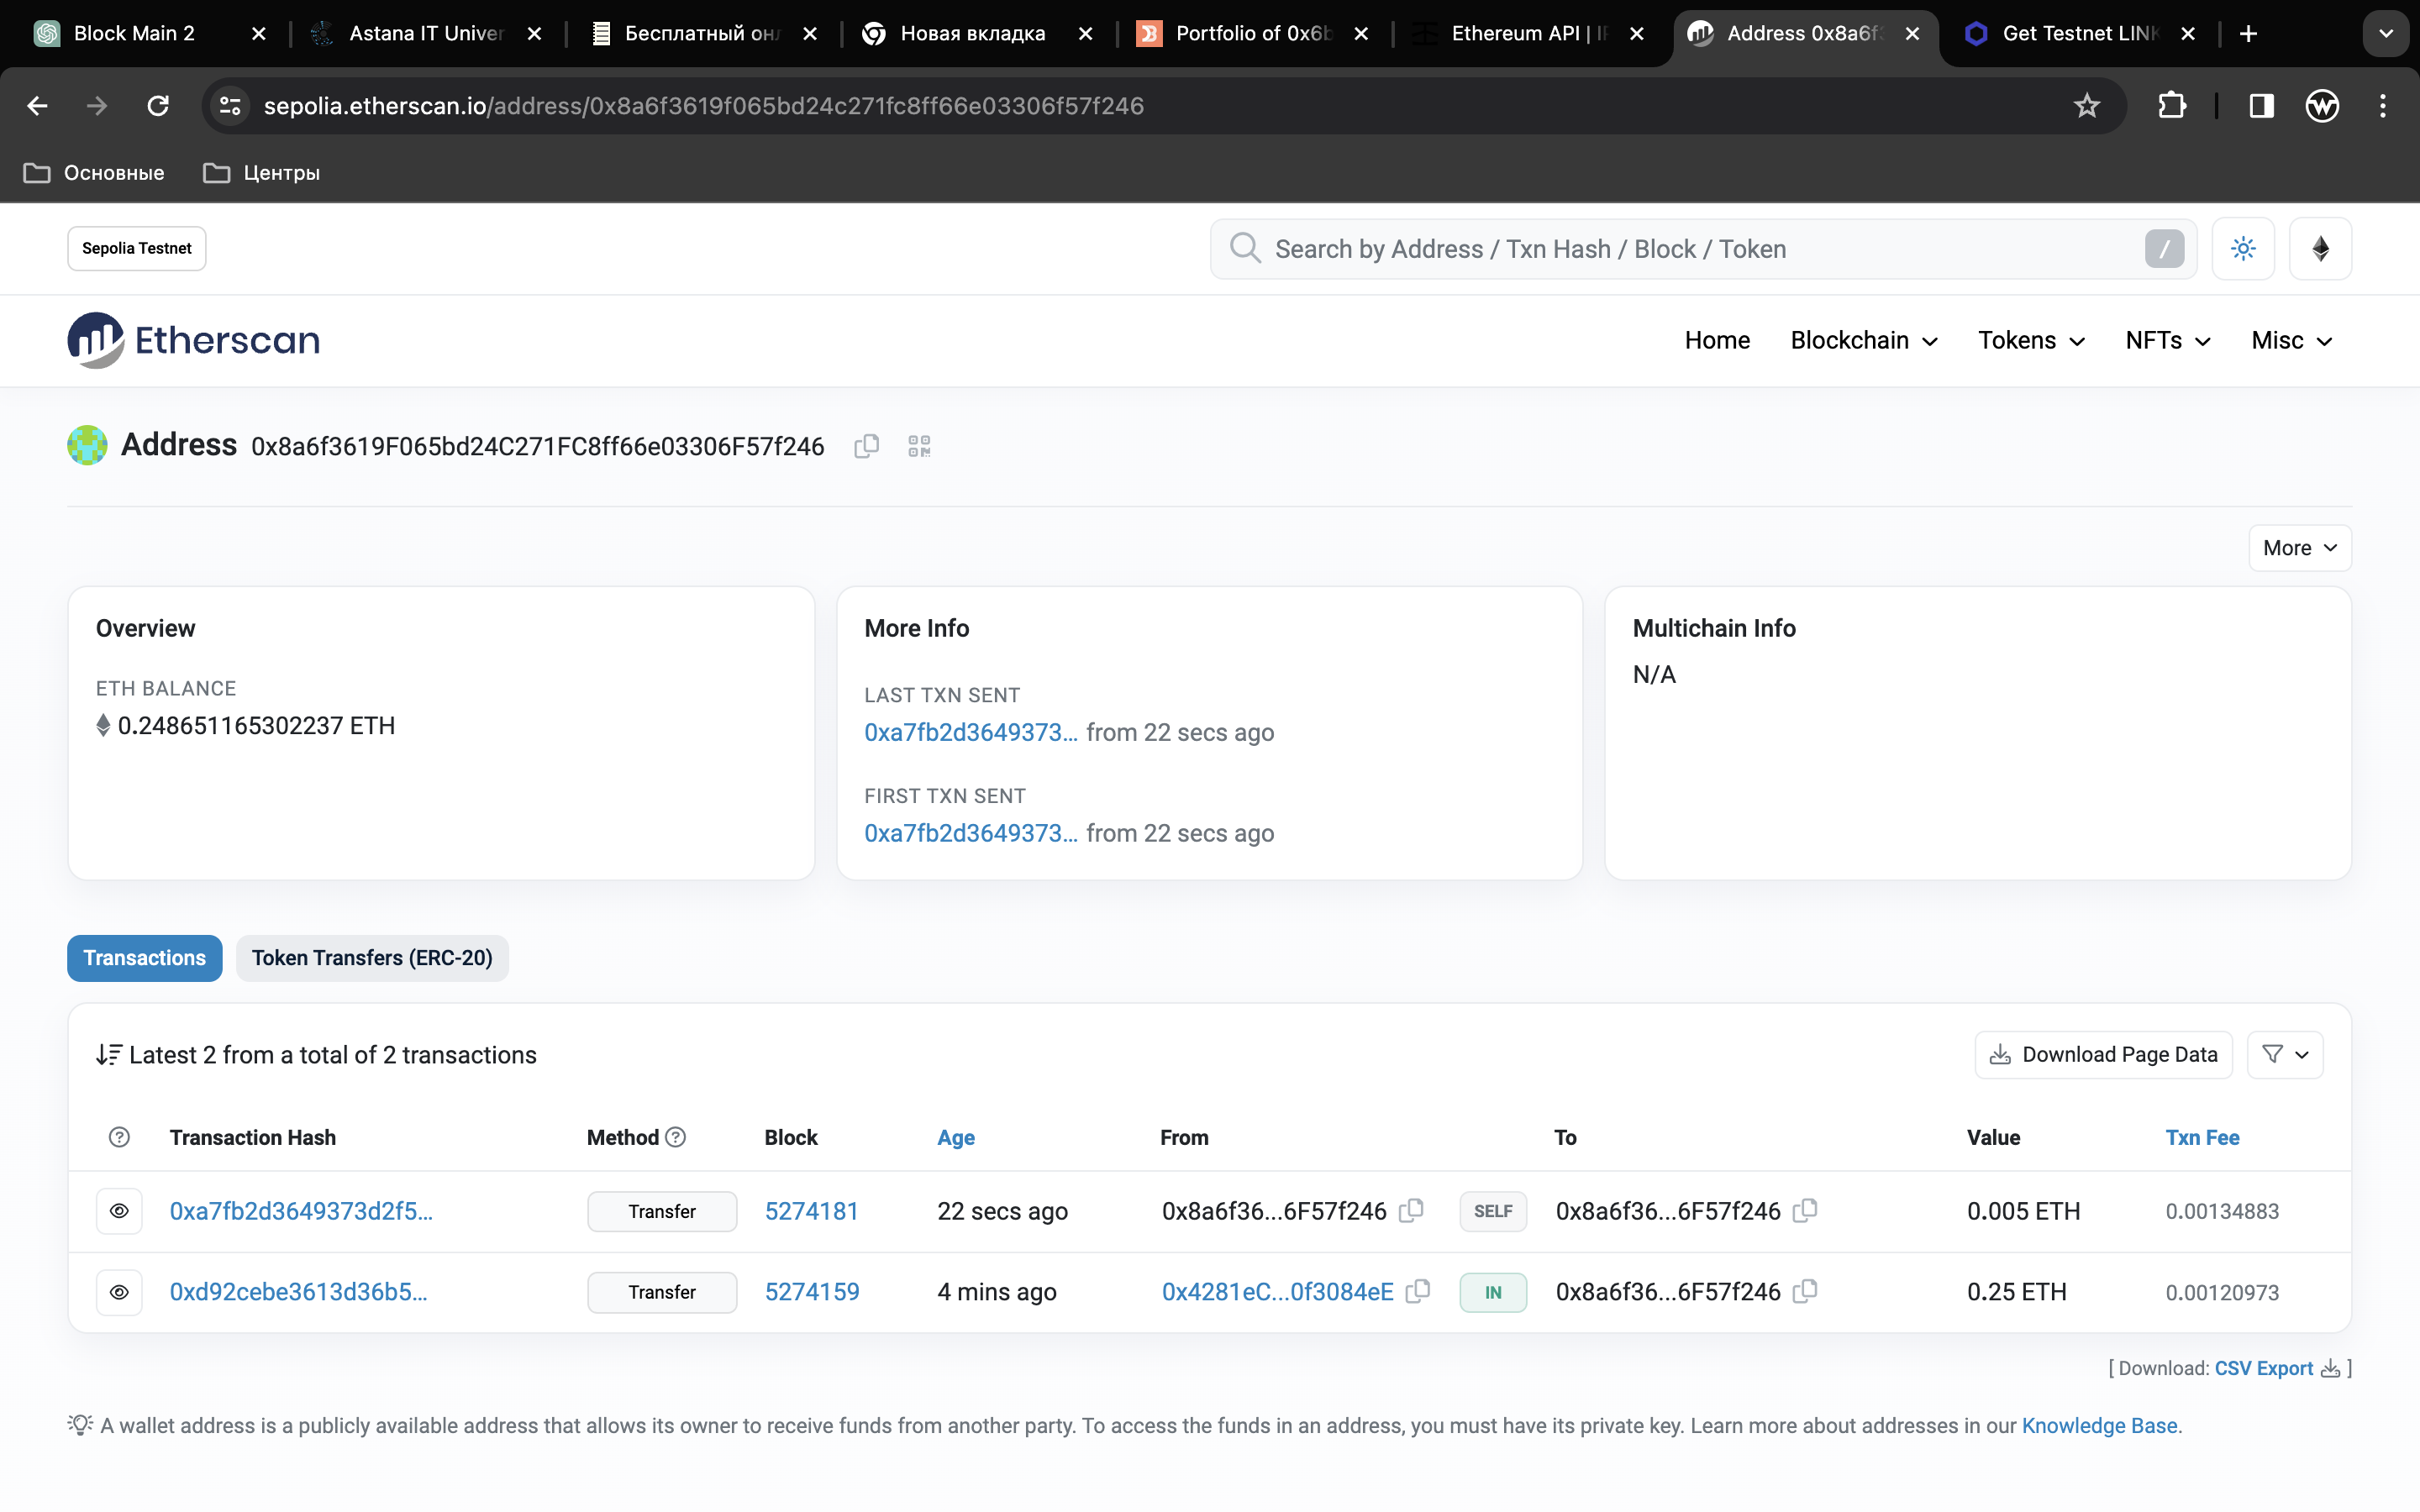 Block Main 2
Astana IT Univer
Бесплатный онл
Новая вкладка
Portfolio of 0x6b
Ethereum API | IP
Address 0x8a6f3
Get Testnet LINK
sepolia.etherscan.io/address/0x8a6f3619f065bd24c271fc8ff66e03306f57f246
Основные
Центры
Sepolia Testnet
Search by Address / Txn Hash / Block / Token
/
Etherscan
Home
Blockchain
Tokens
NFTs
Misc
Address 0x8a6f3619F065bd24C271FC8ff66e03306F57f246
More
Overview
ETH BALANCE
0.248651165302237 ETH
More Info
LAST TXN SENT
0xa7fb2d3649373... from 22 secs ago
FIRST TXN SENT
0xa7fb2d3649373... from 22 secs ago
Multichain Info
N/A
Transactions
Token Transfers (ERC-20)
Latest 2 from a total of 2 transactions
Download Page Data
Transaction Hash Method Block Age From To Value Txn Fee
0xa7fb2d3649373d2f5... Transfer 5274181 22 secs ago 0x8a6f36...6F57f246 SELF 0x8a6f36...6F57f246 0.005 ETH 0.00134883
0xd92cebe3613d36b5... Transfer 5274159 4 mins ago 0x4281eC...0f3084eE IN 0x8a6f36...6F57f246 0.25 ETH 0.00120973
[ Download: CSV Export ]
A wallet address is a publicly available address that allows its owner to receive funds from another party. To access the funds in an address, you must have its private key. Learn more about addresses in our Knowledge Base.